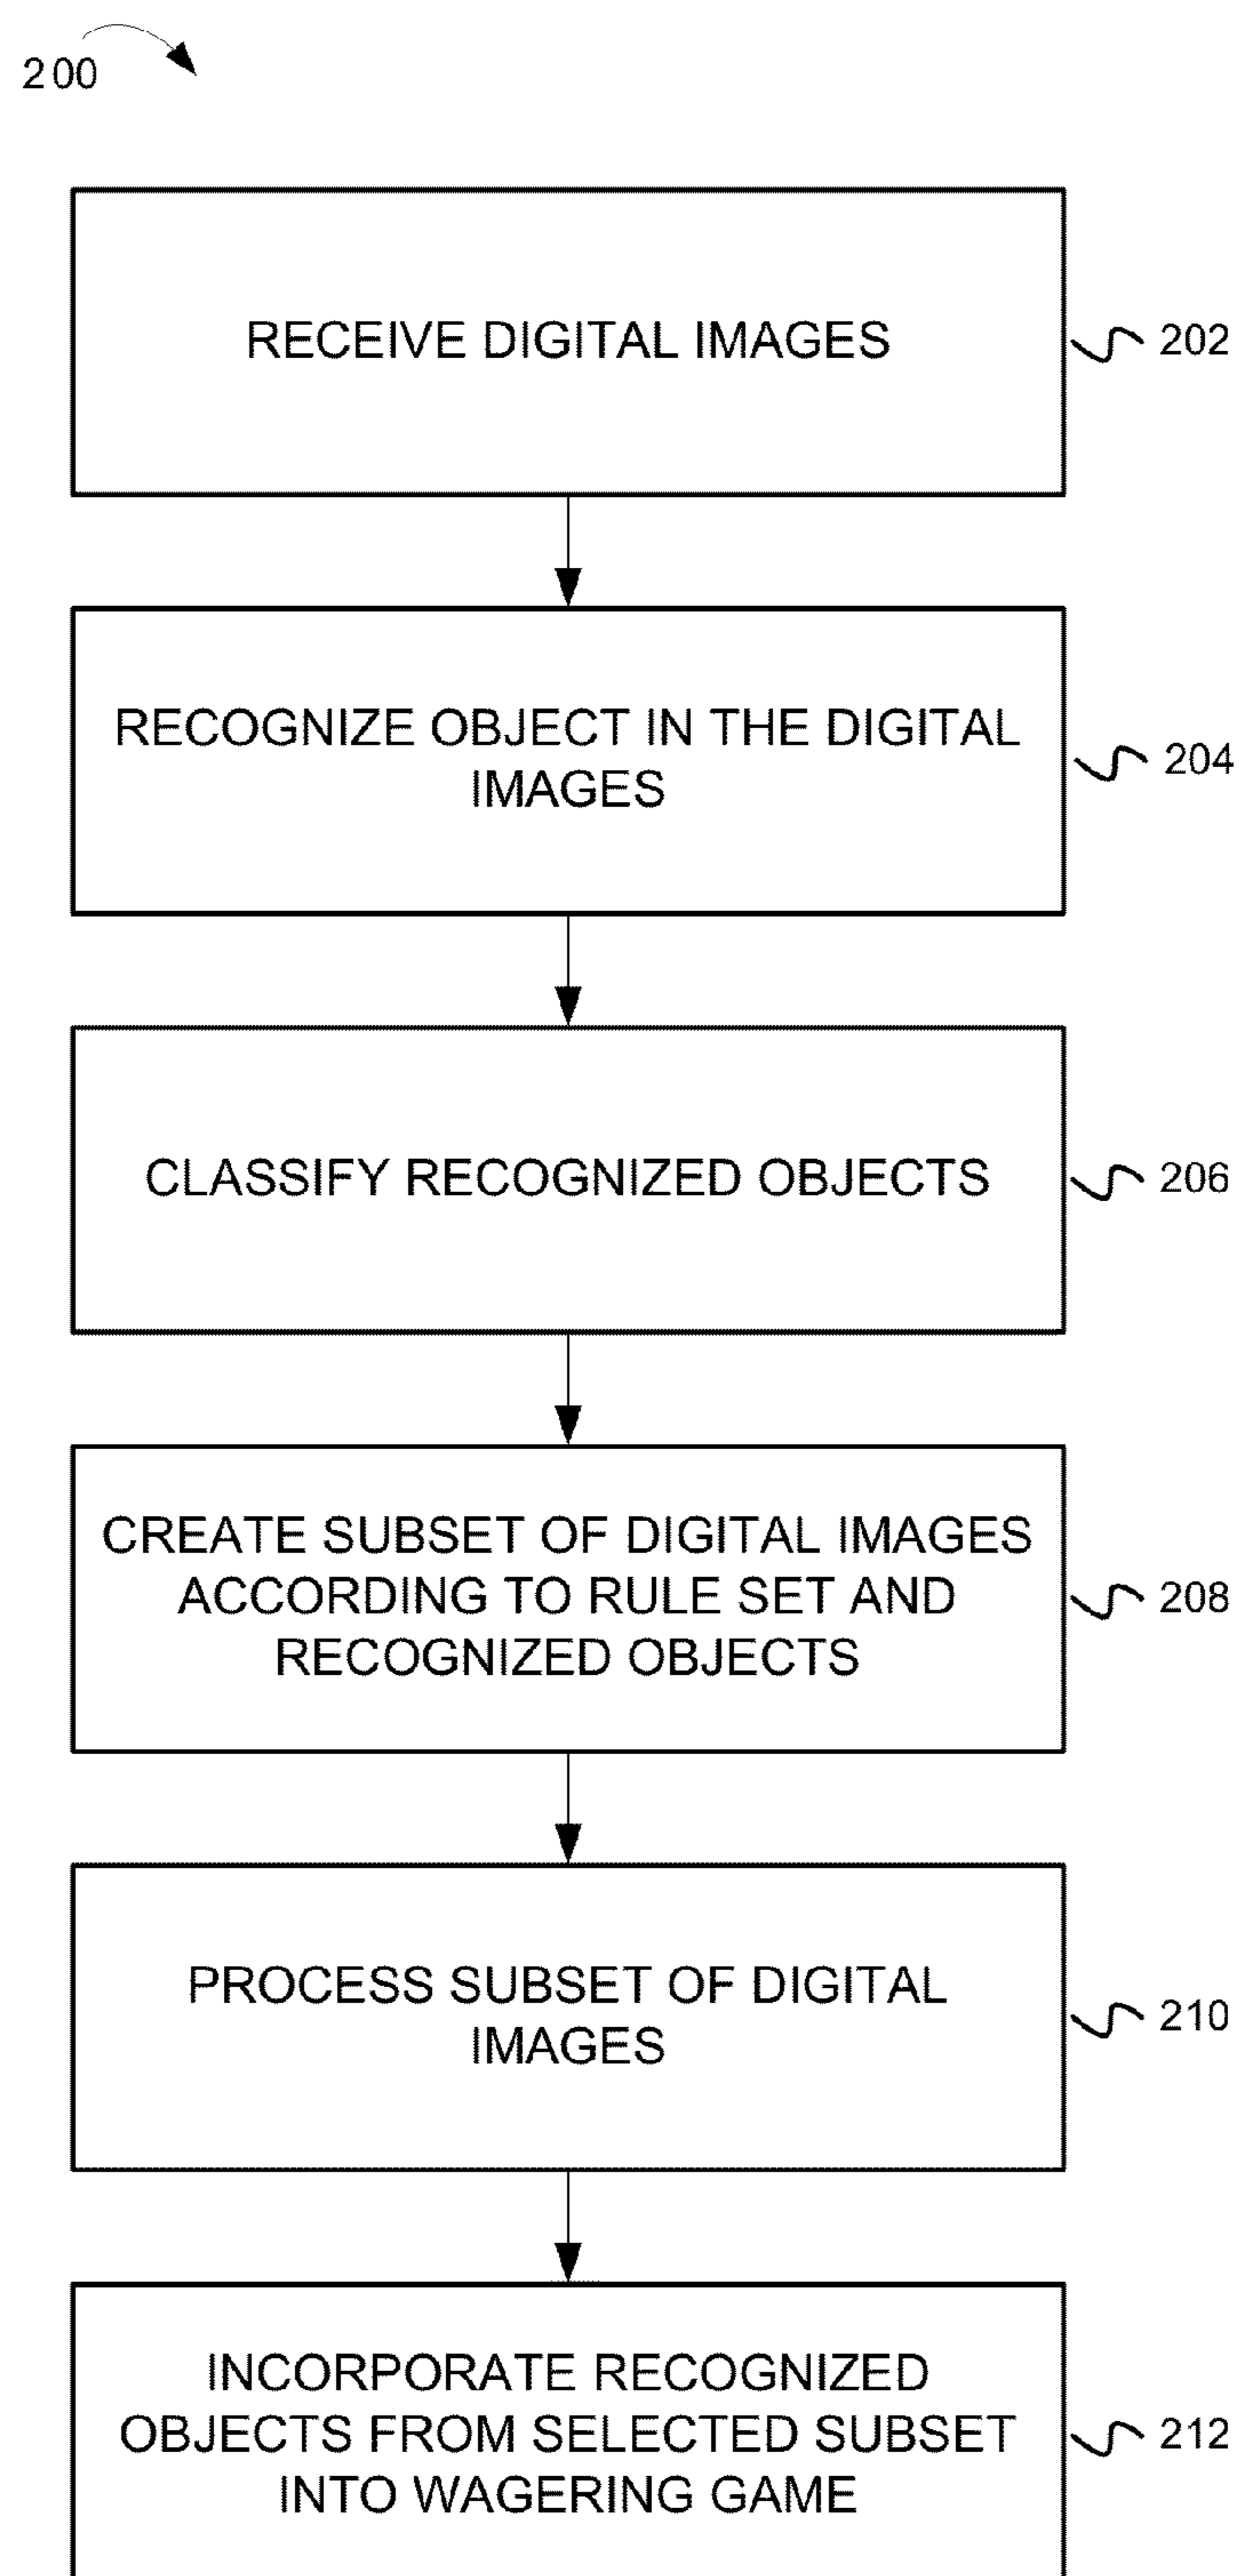 200
RECEIVE DIGITAL IMAGES
202
RECOGNIZE OBJECT IN THE DIGITAL
IMAGES
204
CLASSIFY RECOGNIZED OBJECTS
206
CREATE SUBSET OF DIGITAL IMAGES
ACCORDING TO RULE SET AND
RECOGNIZED OBJECTS
208
PROCESS SUBSET OF DIGITAL
IMAGES
210
INCORPORATE RECOGNIZED
OBJECTS FROM SELECTED SUBSET
INTO WAGERING GAME
212